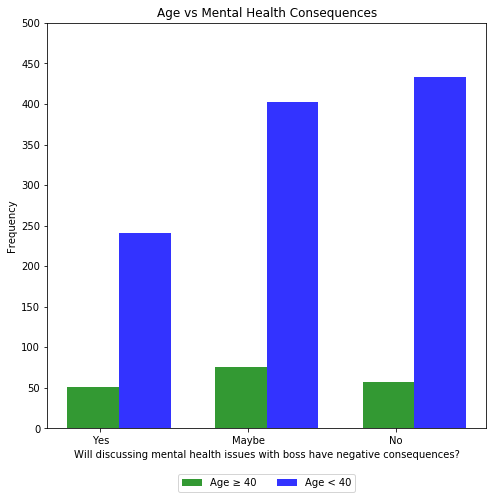 Age vs Mental Health Consequences
500
450
400
350
300
250
200
150
100
50
0
Frequency
Yes Maybe No
Will discussing mental health issues with boss have negative consequences?
Age ≥ 40 Age < 40